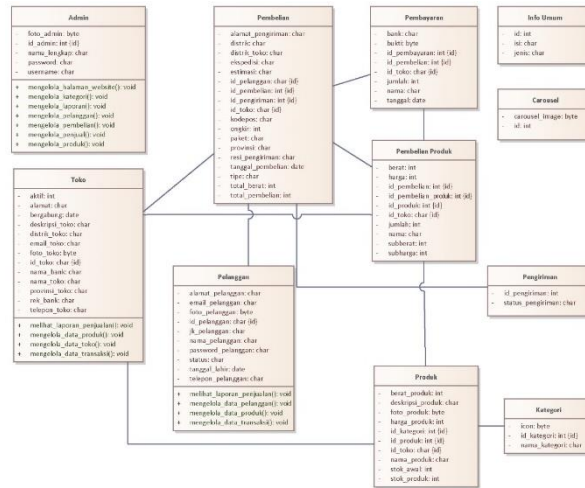 Admin
- foto_admin: byte
- id_admin: int {id}
- nama_lengkap: char
- password: char
- username: char
+ mengelola_halaman_website(): void
+ mengelola_kategori(): void
+ mengelola_laporan(): void
+ mengelola_pelanggan(): void
+ mengelola_pembelian(): void
+ mengelola_penjual(): void
+ mengelola_produk(): void
Pembelian
- alamat_pengiriman: char
- distrik: char
- distrik_toko: char
- ekspedisi: char
- estimasi: char
- id_pelanggan: char {id}
- id_pembelian: int {id}
- id_pengiriman: int {id}
- id_toko: char {id}
- kodepos: char
- ongkir: int
- paket: char
- provinsi: char
- resi_pengiriman: char
- tanggal_pembelian: date
- tipe: char
- total_berat: int
- total_pembelian: int
Pembayaran
- bank: char
- bukti: byte
- id_pembayaran: int {id}
- id_pembelian: int {id}
- id_toko: char {id}
- jumlah: int
- nama: char
- tanggal: date
Info Umum
- id: int
- isi: char
- jenis: char
Carousel
- carousel_image: byte
- id: int
Pembelian Produk
- berat: int
- harga: int
- id_pembelian: int {id}
- id_pembelian_produk: int {id}
- id_produk: int {id}
- id_toko: char {id}
- jumlah: int
- nama: char
- subberat: int
- subharga: int
Toko
- aktif: int
- alamat: char
- bergabung: date
- deskripsi_toko: char
- distrik_toko: char
- email_toko: char
- foto_toko: byte
- id_toko: char {id}
- nama_bank: char
- nama_toko: char
- provinsi_toko: char
- rek_bank: char
- telepon_toko: char
+ melihat_laporan_penjualan(): void
+ mengelola_data_produk(): void
+ mengelola_data_toko(): void
+ mengelola_data_transaksi(): void
Pelanggan
- alamat_pelanggan: char
- email_pelanggan: char
- foto_pelanggan: byte
- id_pelanggan: char {id}
- jk_pelanggan: char
- nama_pelanggan: char
- password_pelanggan: char
- status: char
- tanggal_lahir: date
- telepon_pelanggan: char
+ melihat_laporan_penjualan(): void
+ mengelola_data_pelanggan(): void
+ mengelola_data_produk(): void
+ mengelola_data_transaksi(): void
Pengiriman
- id_pengiriman: int
- status_pengiriman: char
Produk
- berat_produk: int
- deskripsi_produk: char
- foto_produk: byte
- harga_produk: int
- id_kategori: int {id}
- id_produk: int {id}
- id_toko: char {id}
- nama_produk: char
- stok_awal: int
- stok_produk: int
Kategori
- icon: byte
- id_kategori: int {id}
- nama_kategori: char